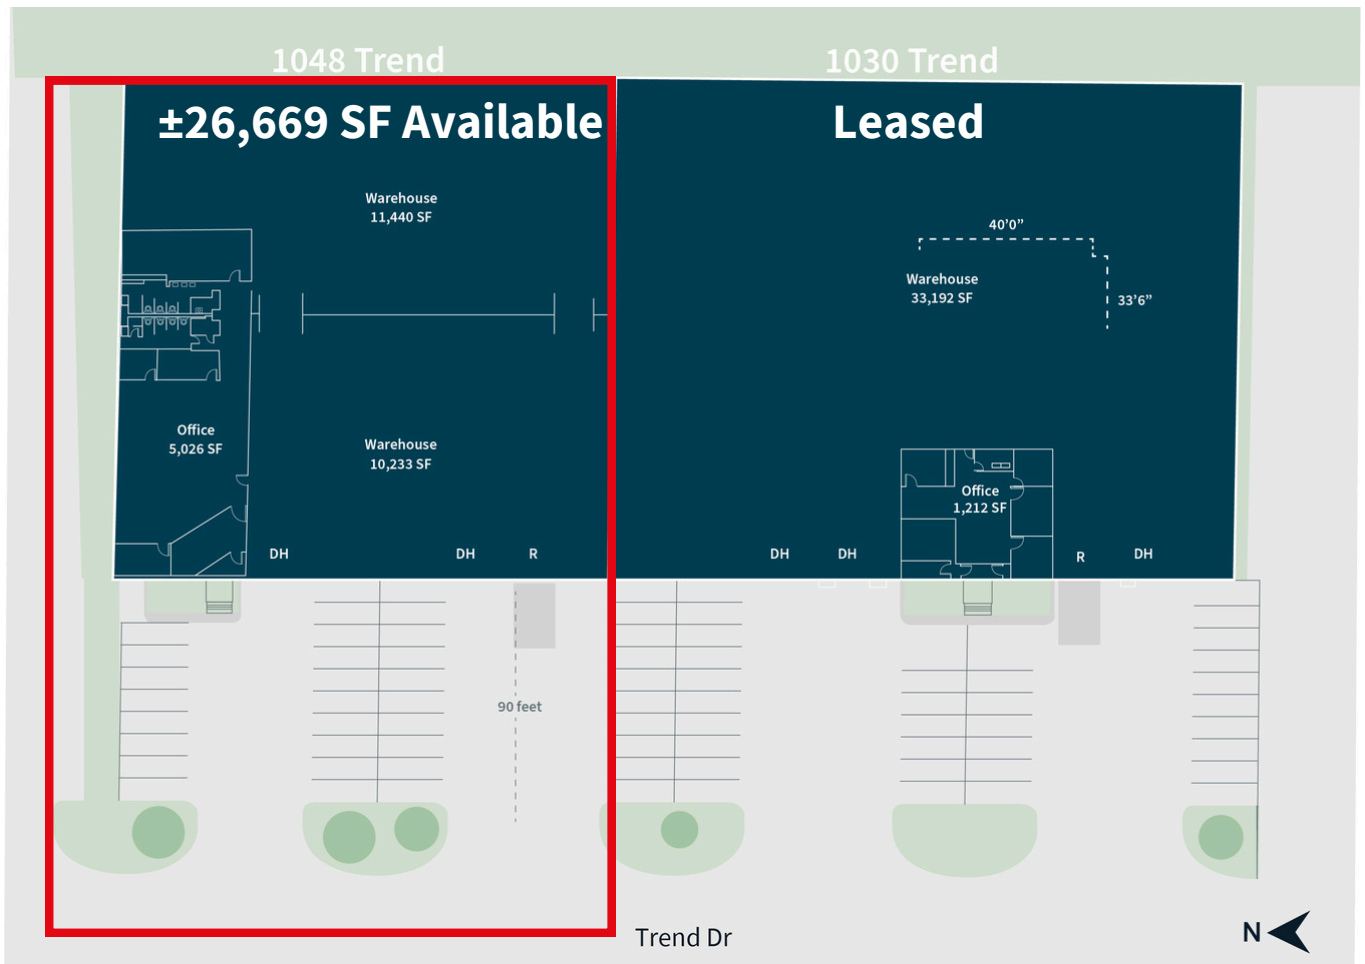 1048 Trend
1030 Trend
±26,669 SF Available
Leased
Warehouse
11,440 SF
40’0”
Warehouse
33,192 SF
33’6”
Office
5,026 SF
Warehouse
10,233 SF
Office
1,212 SF
DH
DH
R
DH
DH
R
DH
90 feet
Trend Dr
N